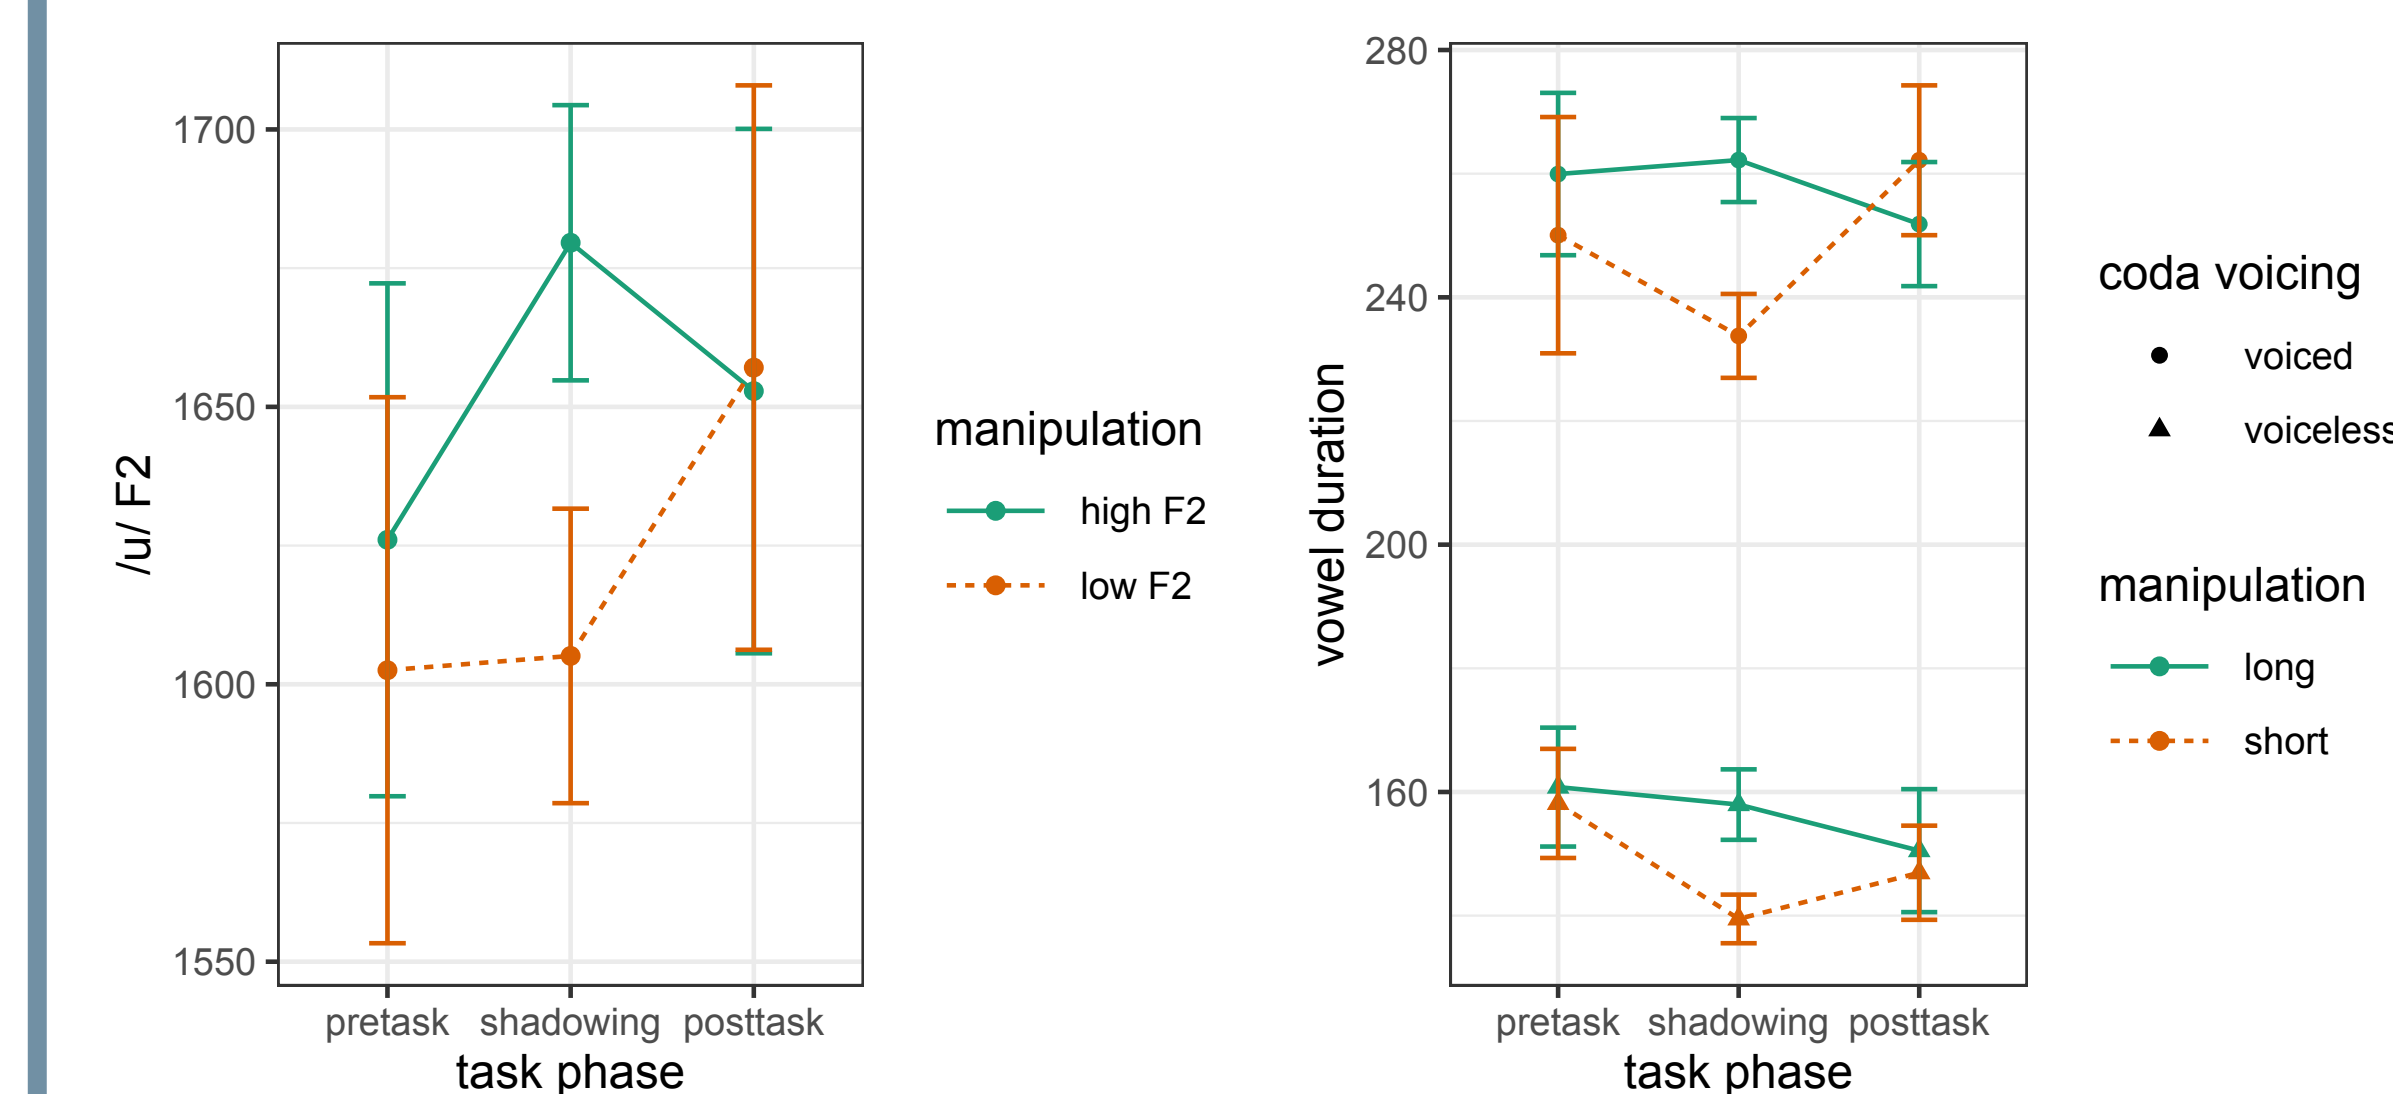 1700
1650
1600
1550
/u/ F2
pretask shadowing posttask
task phase
manipulation
high F2
low F2
280
240
200
160
vowel duration
pretask shadowing posttask
task phase
coda voicing
voiced
voiceless
manipulation
long
short